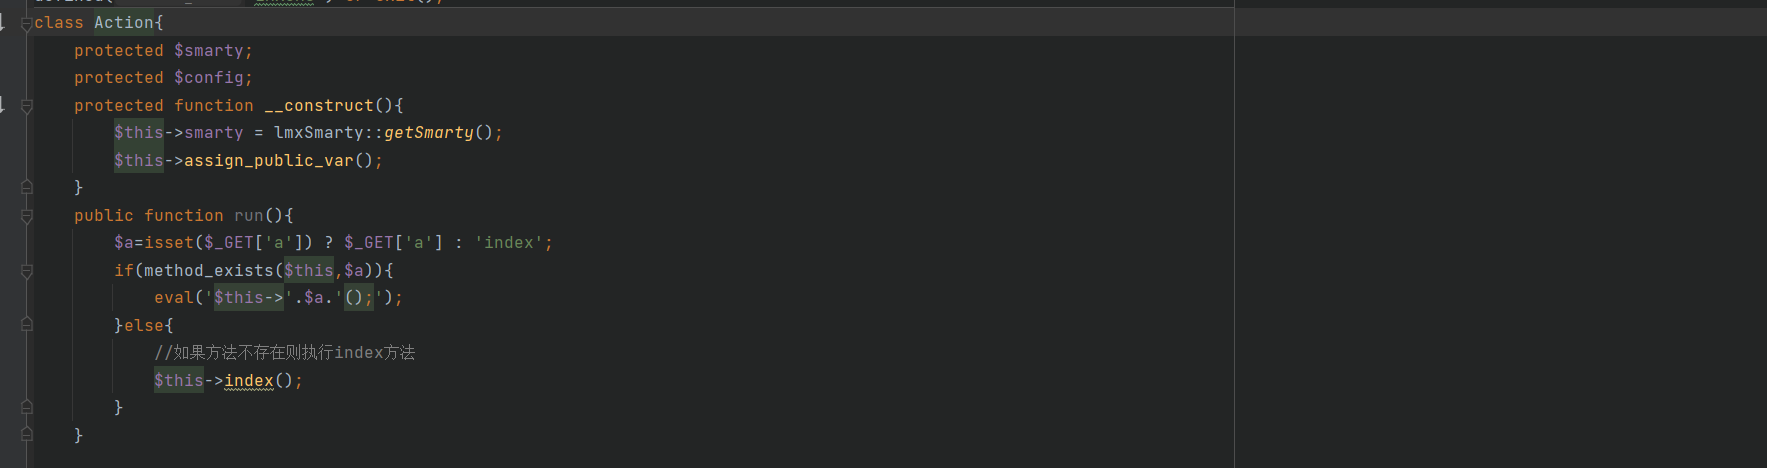 class Action{
protected $smarty;
protected $config;
protected function __construct(){
$this->smarty = lmxSmarty::getSmarty();
$this->assign_public_var();
}
public function run(){
$a=isset($_GET['a']) ? $_GET['a'] : 'index';
if(method_exists($this,$a)){
eval('$this->'.$a.'();');
}else{
//如果方法不存在则执行index方法
$this->index();
}
}